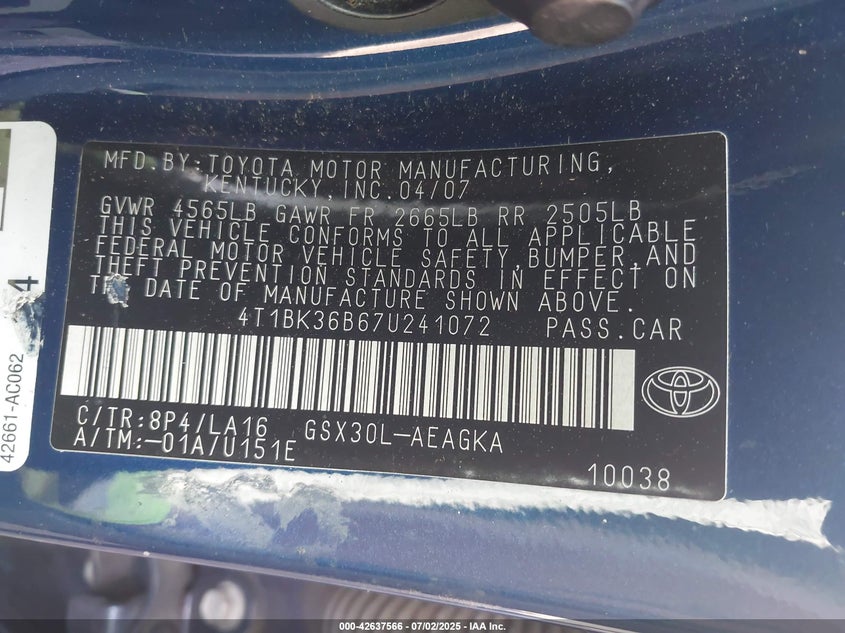 MFD.BY:TOYOTA MOTOR MANUFACTURING,
KENTUCKY,INC.04/07
GVWR 4565LB GAWR FR 2665LB RR 2505LB
THIS VEHICLE CONFORMS TO ALL APPLICABLE
FEDERAL MOTOR VEHICLE SAFETY,BUMPER,AND
THEFT PREVENTION STANDARDS IN EFFECT ON
DATE OF MANUFACTURE SHOWN ABOVE.
4T1BK36B67U241072 PASS.CAR
C/TR:8P4/LA16 GSX30L-AEAGKA
A/TM:-01A/U151E
10038
42661-AC062
4
000-42637566 - 07/02/2025 - IAA Inc.